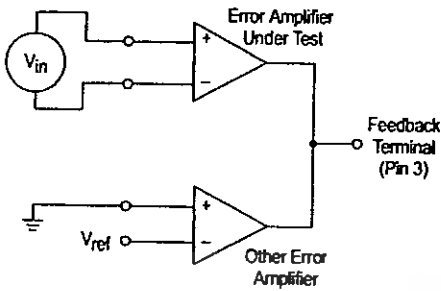 Error Amplifier
Under Test
+
Vin
−
Feedback
Terminal
(Pin 3)
+
Vref
−
Other Error
Amplifier